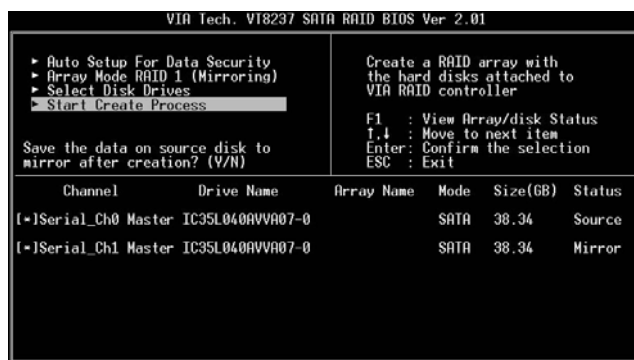 VIA Tech. VT8237 SATA RAID BIOS Ver 2.01
► Auto Setup For Data Security
► Array Mode RAID 1 (Mirroring)
► Select Disk Drives
► Start Create Process
Save the data on source disk to
mirror after creation? (Y/N)
Create a RAID array with
the hard disks attached to
VIA RAID controller
F1 : View Array/disk Status
↑,↓ : Move to next item
Enter: Confirm the selection
ESC : Exit
Channel Drive Name Array Name Mode Size(GB) Status
[*]Serial_Ch0 Master IC35L040AVVA07-0 SATA 38.34 Source
[*]Serial_Ch1 Master IC35L040AVVA07-0 SATA 38.34 Mirror